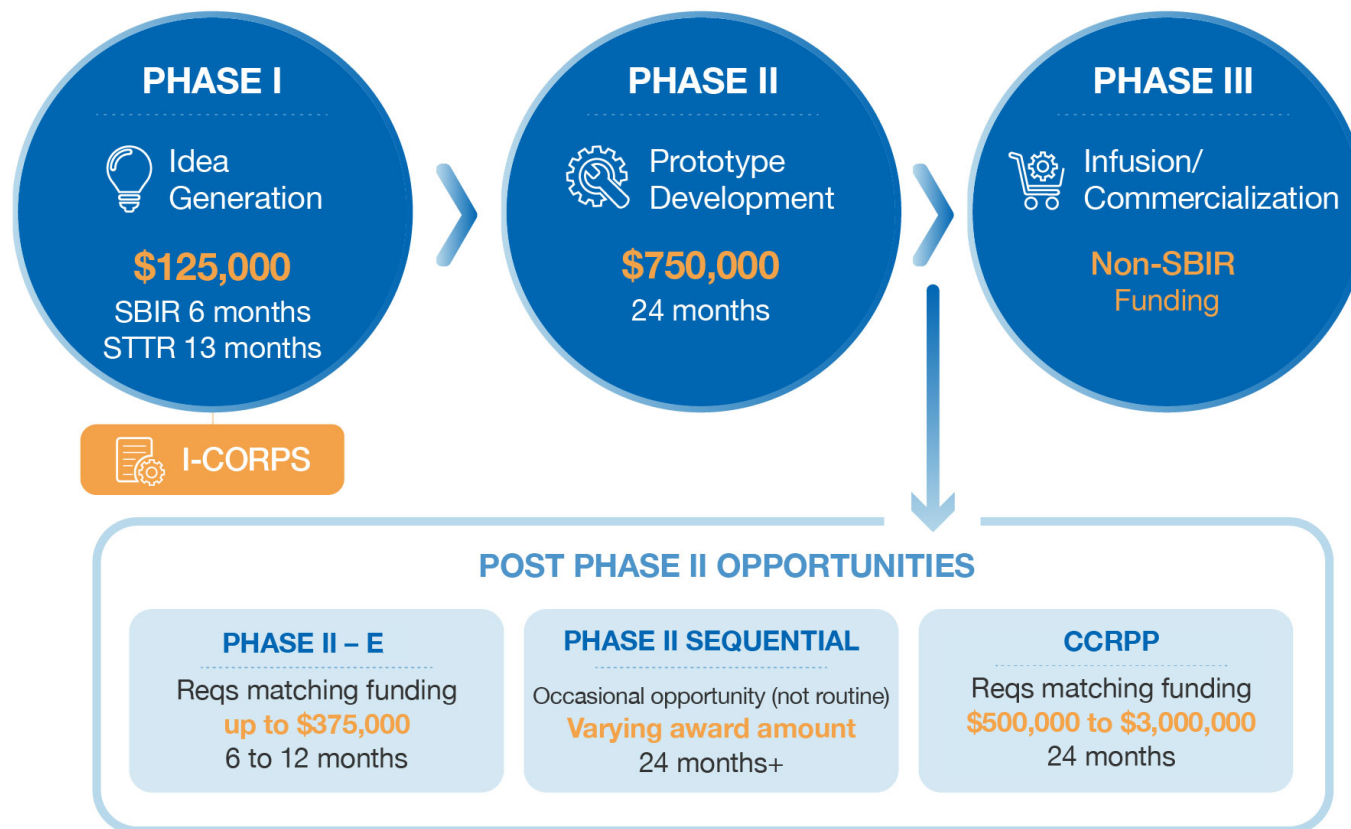 PHASE I
Idea
Generation
$125,000
SBIR 6 months
STTR 13 months
I-CORPS
PHASE II
Prototype
Development
$750,000
24 months
PHASE III
Infusion/
Commercialization
Non-SBIR
Funding
POST PHASE II OPPORTUNITIES
PHASE II – E
Reqs matching funding
up to $375,000
6 to 12 months
PHASE II SEQUENTIAL
Occasional opportunity (not routine)
Varying award amount
24 months+
CCRPP
Reqs matching funding
$500,000 to $3,000,000
24 months